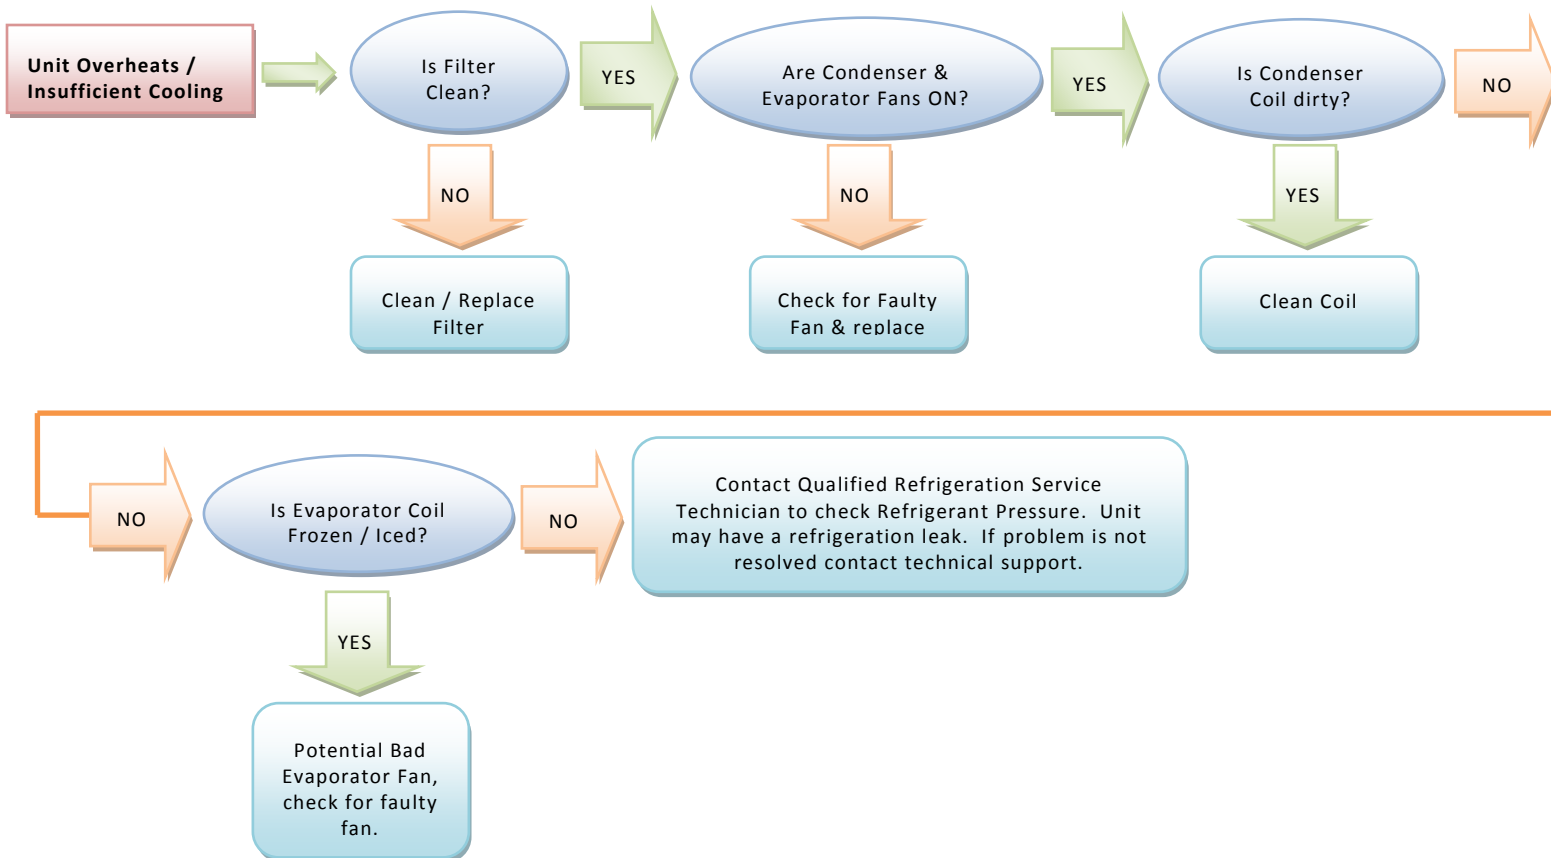 Unit Overheats /
Insufficient Cooling
Is Filter
Clean?
YES
Are Condenser &
Evaporator Fans ON?
YES
Is Condenser
Coil dirty?
NO
NO
NO
YES
Clean / Replace
Filter
Check for Faulty
Fan & replace
Clean Coil
NO
Is Evaporator Coil
Frozen / Iced?
NO
Contact Qualified Refrigeration Service
Technician to check Refrigerant Pressure. Unit
may have a refrigeration leak. If problem is not
resolved contact technical support.
YES
Potential Bad
Evaporator Fan,
check for faulty
fan.